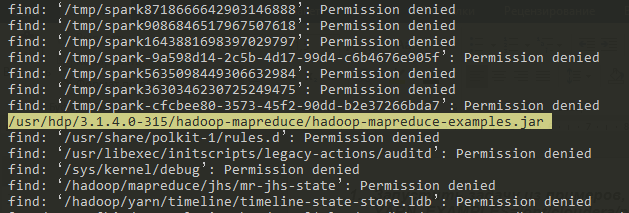 find: ‘/tmp/spark8718666642903146888’: Permission denied
find: ‘/tmp/spark9086846517967507618’: Permission denied
find: ‘/tmp/spark1643881698397029797’: Permission denied
find: ‘/tmp/spark-9a598d14-2c5b-4d17-99d4-c6b4676e905f’: Permission denied
find: ‘/tmp/spark5635098449306632984’: Permission denied
find: ‘/tmp/spark3630346230725249475’: Permission denied
find: ‘/tmp/spark-cfcbee80-3573-45f2-90dd-b2e37266bda7’: Permission denied
/usr/hdp/3.1.4.0-315/hadoop-mapreduce/hadoop-mapreduce-examples.jar
find: ‘/usr/share/polkit-1/rules.d’: Permission denied
find: ‘/usr/libexec/initscripts/legacy-actions/auditd’: Permission denied
find: ‘/sys/kernel/debug’: Permission denied
find: ‘/hadoop/mapreduce/jhs/mr-jhs-state’: Permission denied
find: ‘/hadoop/yarn/timeline/timeline-state-store.ldb’: Permission denied